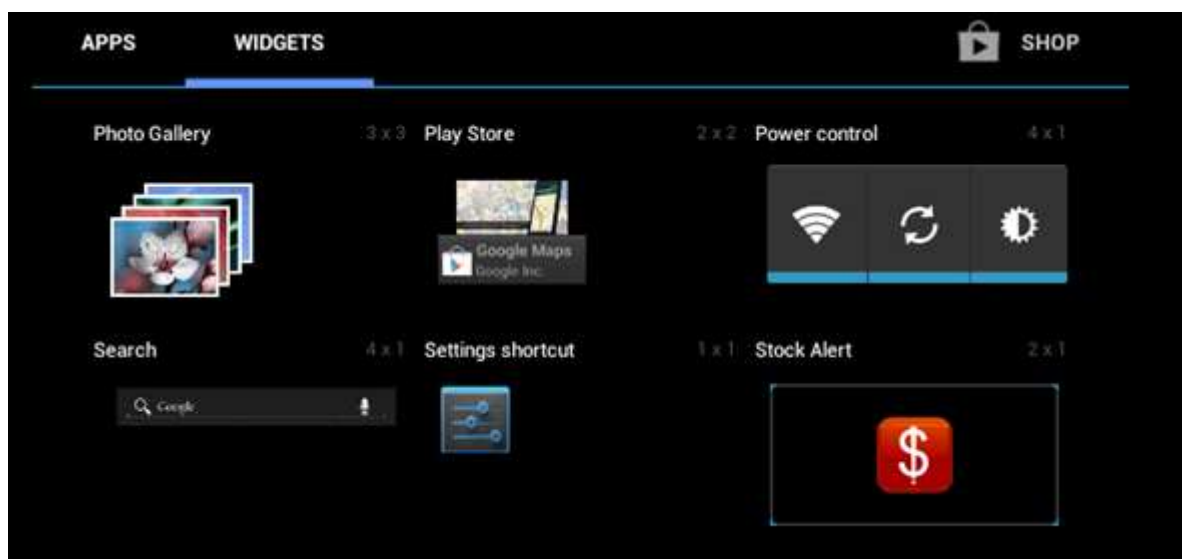 APPS WIDGETS SHOP
Photo Gallery 3 x 3 Play Store 2 x 2 Power control 4 x 1
Google Maps
Google Inc.
Search 4 x 1 Settings shortcut 1 x 1 Stock Alert 2 x 1
Google
$